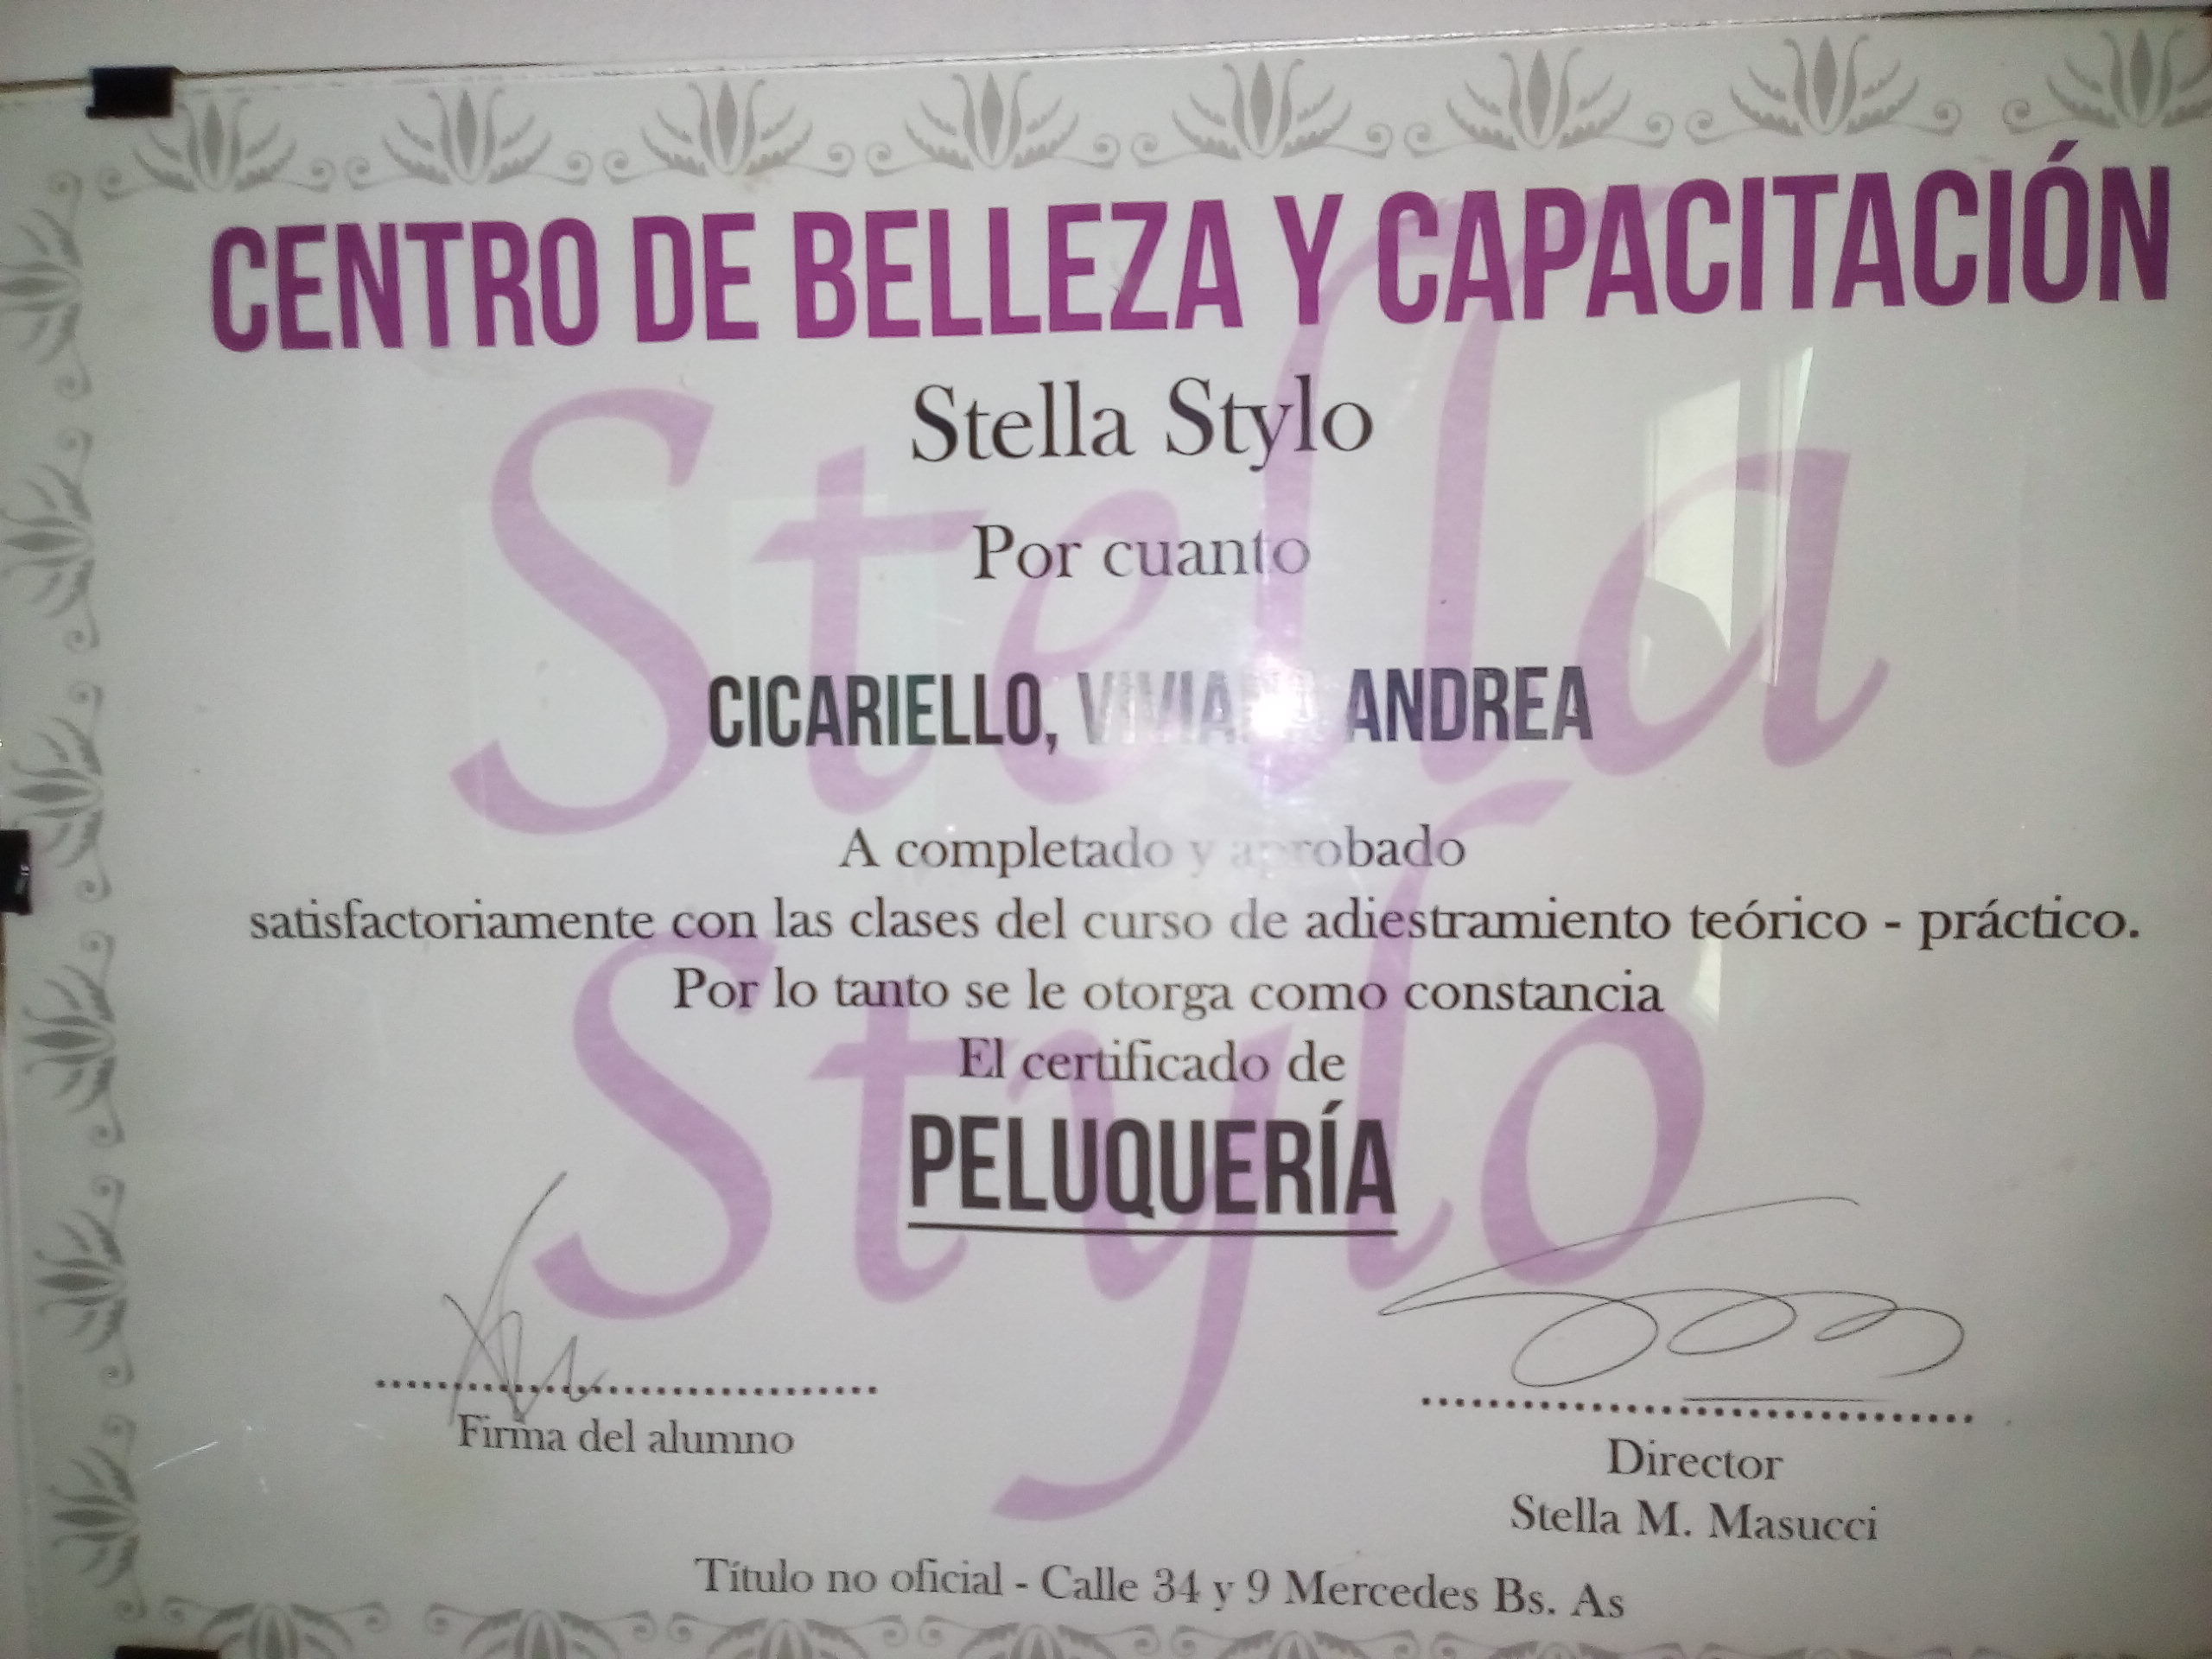 CENTRO DE BELLEZA Y CAPACITACIÓN
Stella Stylo
Stella
Stylo
Por cuanto
CICARIELLO, VIVIANA ANDREA
A completado y aprobado
satisfactoriamente con las clases del curso de adiestramiento teórico - práctico.
Por lo tanto se le otorga como constancia
El certificado de
PELUQUERÍA
Firma del alumno
Director
Stella M. Masucci
Título no oficial - Calle 34 y 9 Mercedes Bs. As